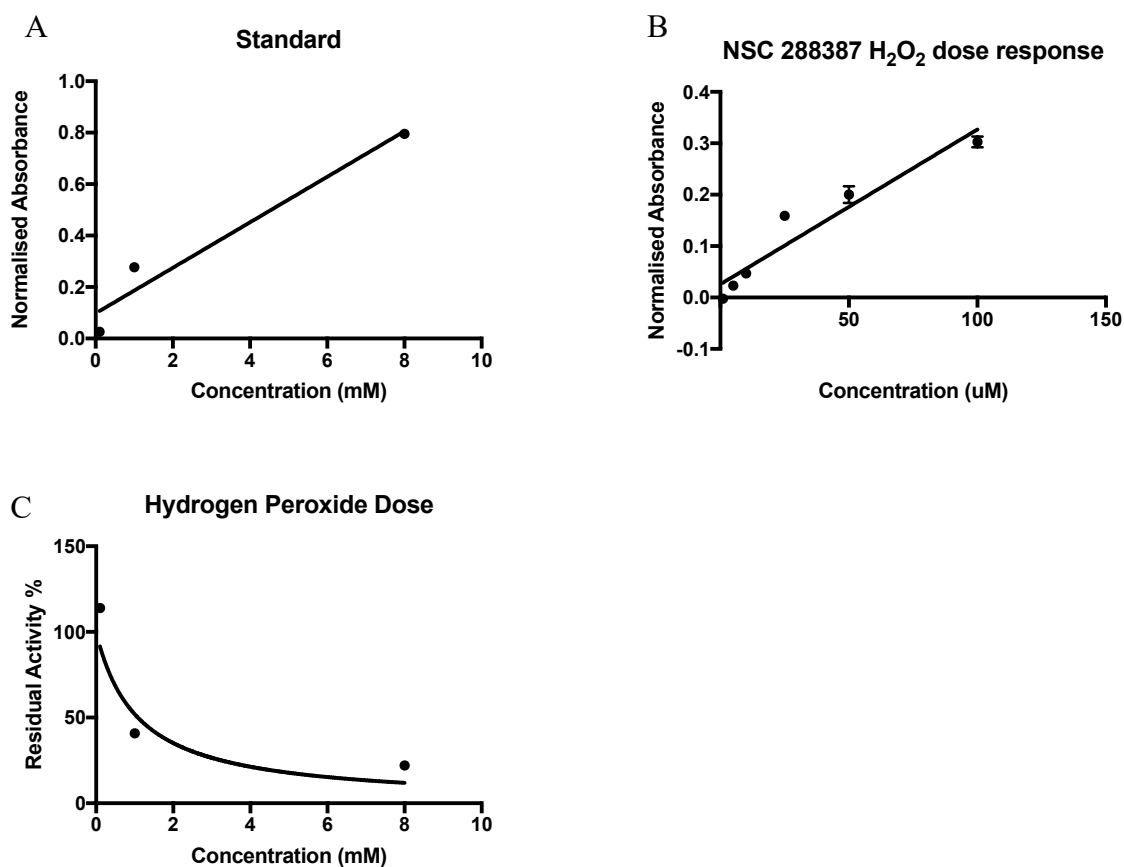 A
Standard
1.0
0.8
0.6
0.4
0.2
0.0
Normalised Absorbance
0 2 4 6 8 10
Concentration (mM)
B
NSC 288387 H₂O₂ dose response
0.4
0.3
0.2
0.1
0.0
-0.1
Normalised Absorbance
50 100 150
Concentration (uM)
C
Hydrogen Peroxide Dose
150
100
50
0
Residual Activity %
0 2 4 6 8 10
Concentration (mM)